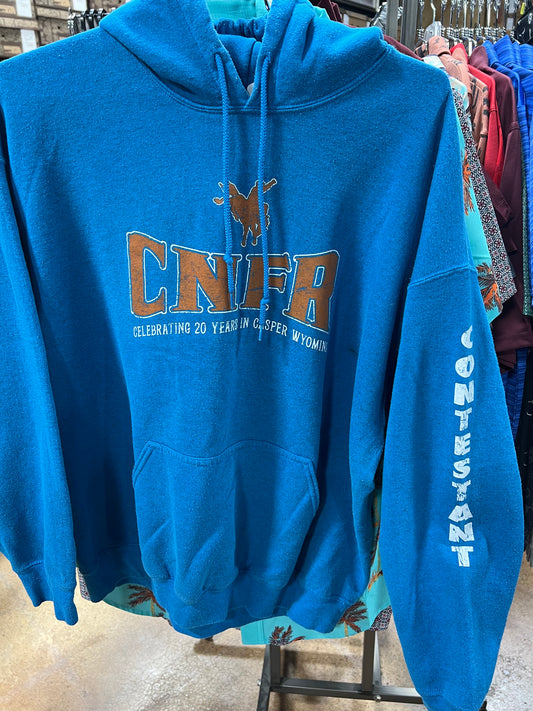 CNFR
CELEBRATING 20 YEARS IN CASPER WYOMING
CONTESTANT